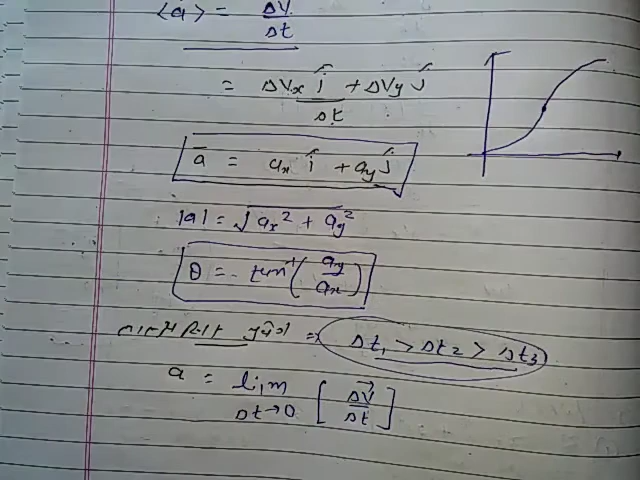 ⟨a⟩ = Δv/Δt
= Δvx î + Δvy ĵ / Δt
ā = ax î + ay ĵ
|a| = √ax² + ay²
θ = tan⁻¹(ay/ax)
⇒ Δt₁ > Δt₂ > Δt₃
a = lim Δt→0 [Δv⃗/Δt]